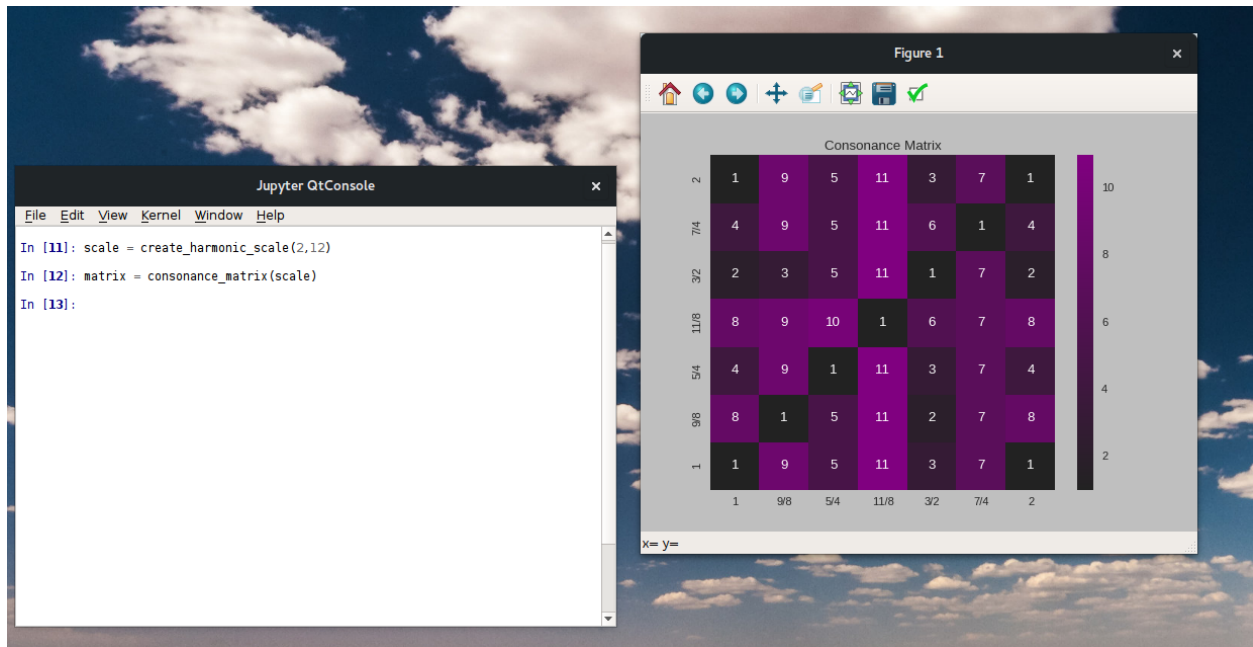 Jupyter QtConsole
File Edit View Kernel Window Help
In [11]: scale = create_harmonic_scale(2,12)
In [12]: matrix = consonance_matrix(scale)
In [13]:
Figure 1
Consonance Matrix
2 1 9 5 11 3 7 1
7/4 4 9 5 11 6 1 4
3/2 2 3 5 11 1 7 2
11/8 8 9 10 1 6 7 8
5/4 4 9 1 11 3 7 4
9/8 8 1 5 11 2 7 8
1 1 9 5 11 3 7 1
1 9/8 5/4 11/8 3/2 7/4 2
10
8
6
4
2
x= y=